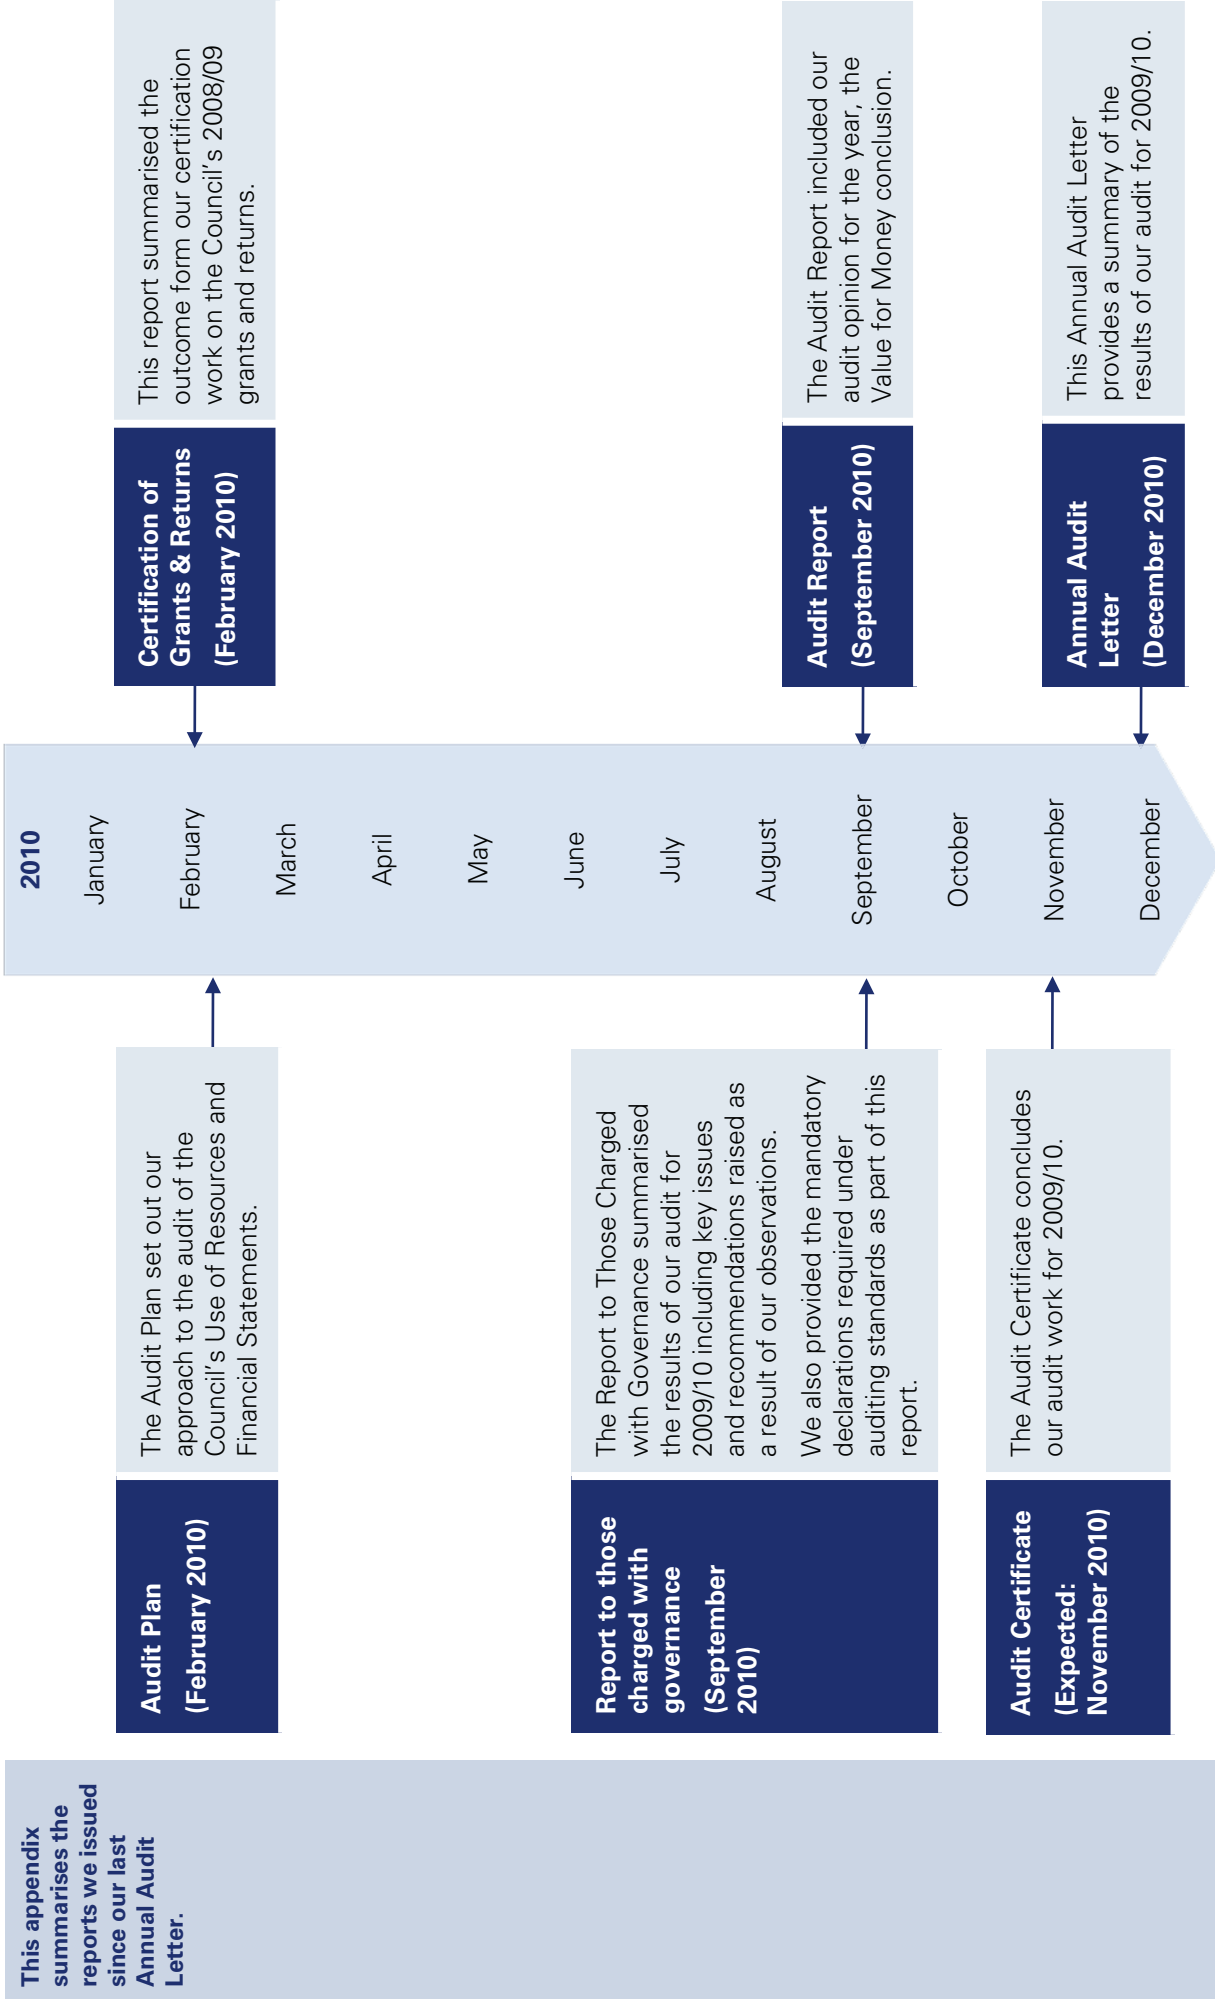 This appendix
summarises the
reports we issued
since our last
Annual Audit
Letter.
Audit Plan
(February 2010)
The Audit Plan set out our
approach to the audit of the
Council's Use of Resources and
Financial Statements.
Report to those
charged with
governance
(September
2010)
The Report to Those Charged
with Governance summarised
the results of our audit for
2009/10 including key issues
and recommendations raised as
a result of our observations.
We also provided the mandatory
declarations required under
auditing standards as part of this
report.
Audit Certificate
(Expected:
November 2010)
The Audit Certificate concludes
our audit work for 2009/10.
2010
January
February
March
April
May
June
July
August
September
October
November
December
Certification of
Grants & Returns
(February 2010)
This report summarised the
outcome form our certification
work on the Council's 2008/09
grants and returns.
Audit Report
(September 2010)
The Audit Report included our
audit opinion for the year, the
Value for Money conclusion.
Annual Audit
Letter
(December 2010)
This Annual Audit Letter
provides a summary of the
results of our audit for 2009/10.